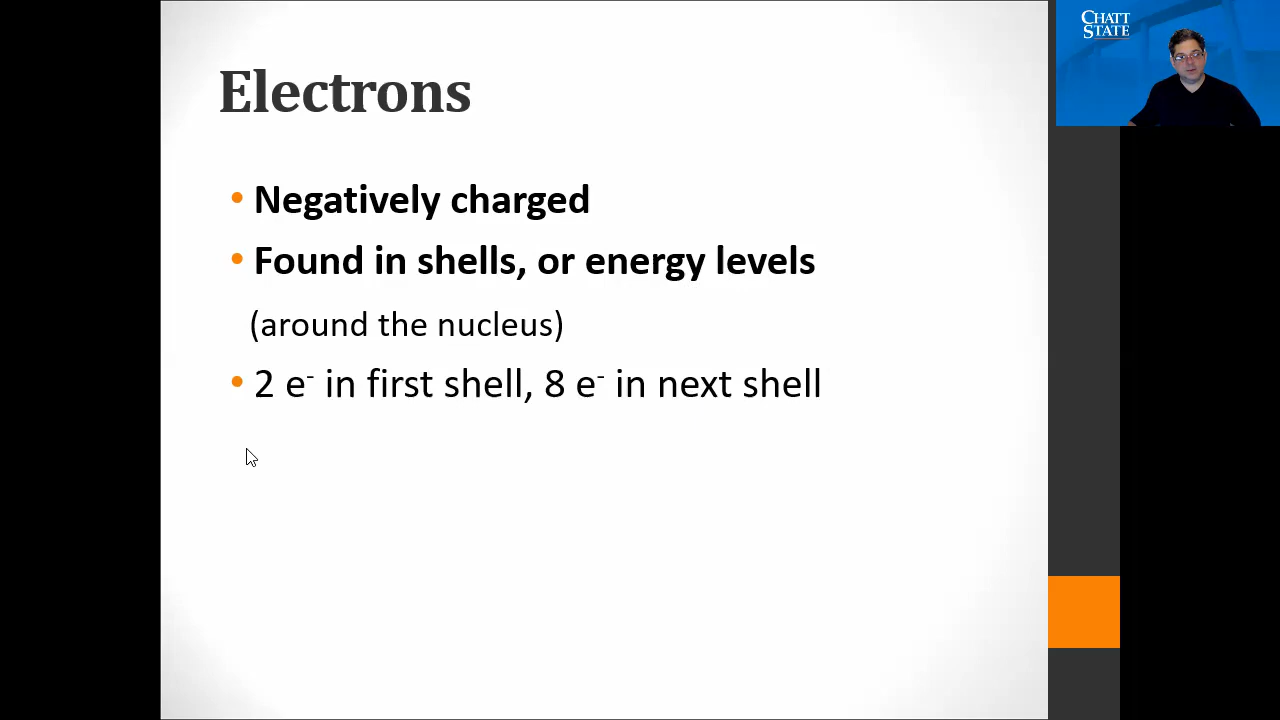 Electrons
• Negatively charged
• Found in shells, or energy levels
(around the nucleus)
• 2 e⁻ in first shell, 8 e⁻ in next shell
CHATT
STATE